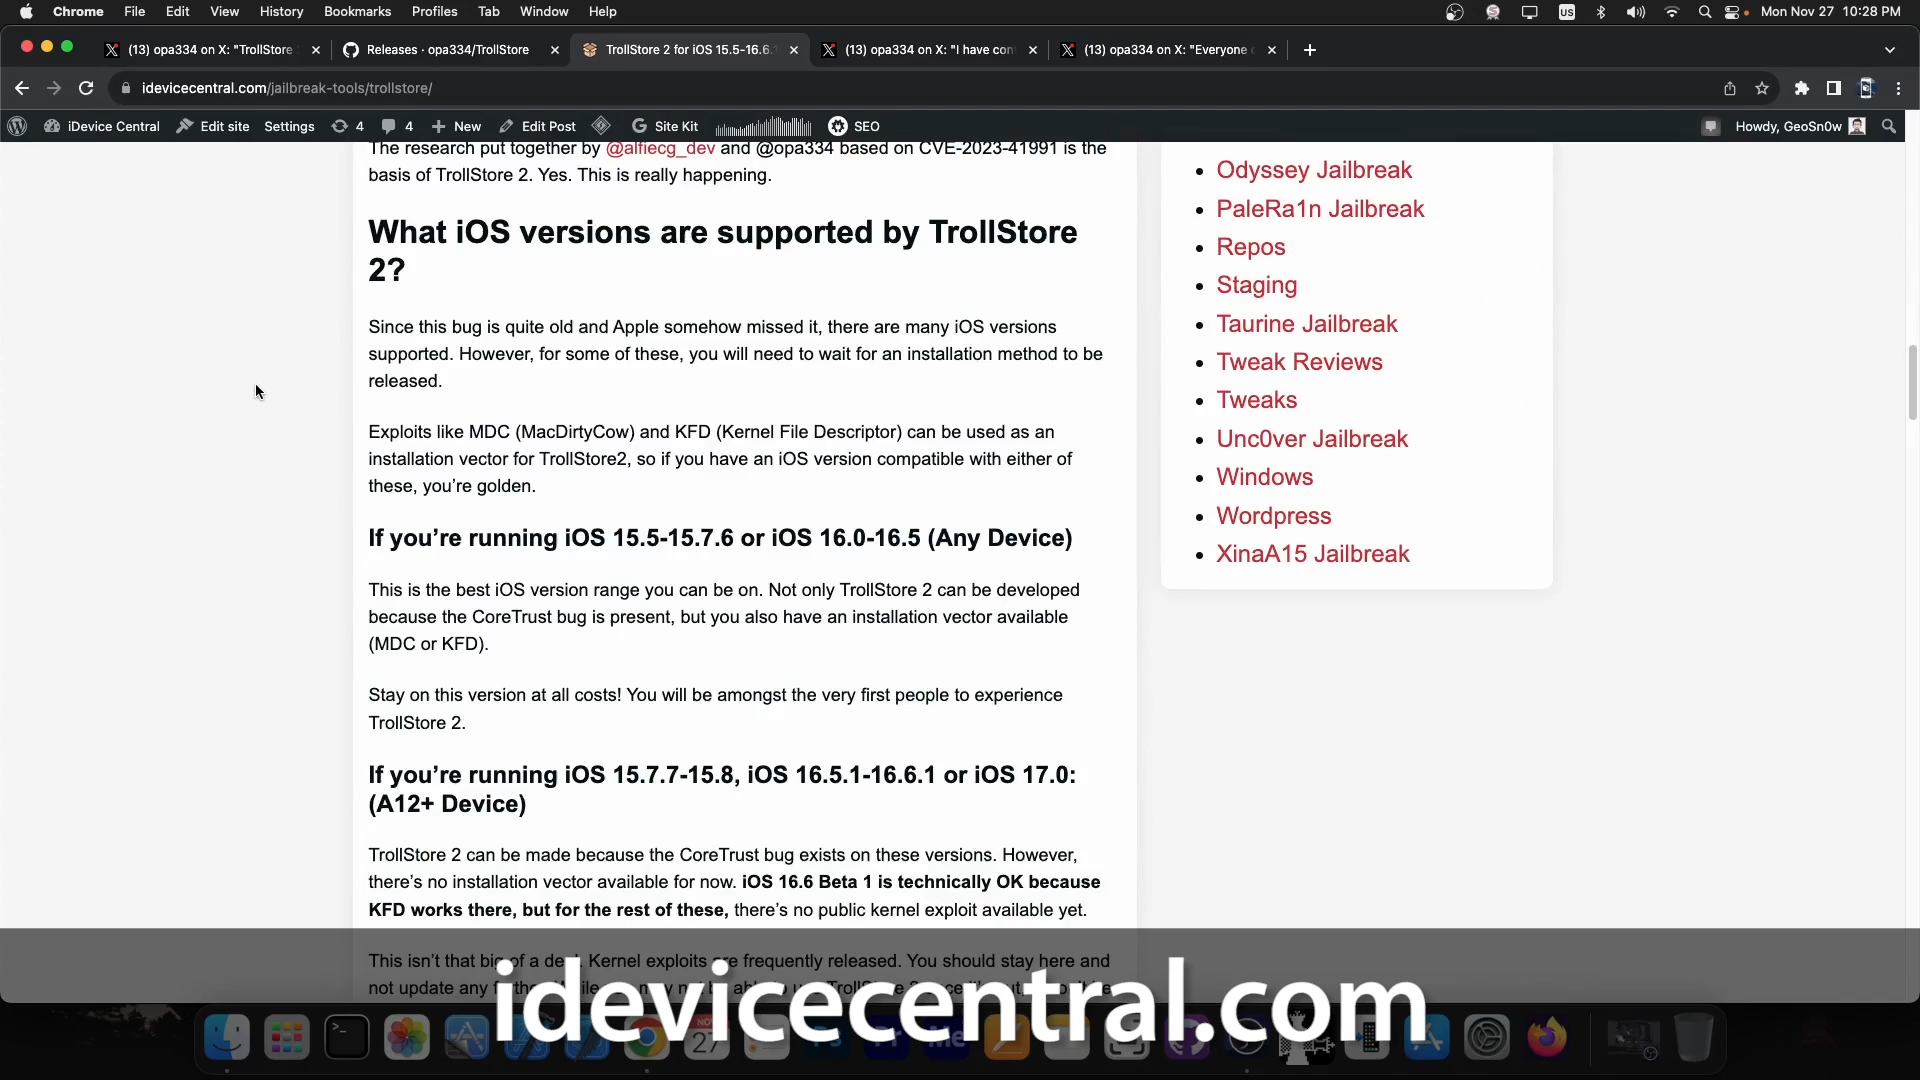 Chrome File Edit View History Bookmarks Profiles Tab Window Help US Mon Nov 27 10:28 PM
(13) opa334 on X: "TrollStore Releases · opa334/TrollStore TrollStore 2 for iOS 15.5-16.6.1 (13) opa334 on X: "I have con (13) opa334 on X: "Everyone
idevicecentral.com/jailbreak-tools/trollstore/
iDevice Central Edit site Settings 4 4 New Edit Post Site Kit SEO Howdy, GeoSn0w
The research put together by @alfiecg_dev and @opa334 based on CVE-2023-41991 is the
basis of TrollStore 2. Yes. This is really happening.
What iOS versions are supported by TrollStore
2?
Since this bug is quite old and Apple somehow missed it, there are many iOS versions
supported. However, for some of these, you will need to wait for an installation method to be
released.
Exploits like MDC (MacDirtyCow) and KFD (Kernel File Descriptor) can be used as an
installation vector for TrollStore2, so if you have an iOS version compatible with either of
these, you're golden.
If you're running iOS 15.5-15.7.6 or iOS 16.0-16.5 (Any Device)
This is the best iOS version range you can be on. Not only TrollStore 2 can be developed
because the CoreTrust bug is present, but you also have an installation vector available
(MDC or KFD).
Stay on this version at all costs! You will be amongst the very first people to experience
TrollStore 2.
If you're running iOS 15.7.7-15.8, iOS 16.5.1-16.6.1 or iOS 17.0:
(A12+ Device)
TrollStore 2 can be made because the CoreTrust bug exists on these versions. However,
there's no installation vector available for now. iOS 16.6 Beta 1 is technically OK because
KFD works there, but for the rest of these, there's no public kernel exploit available yet.
This isn't that big of a Kernel exploits are frequently released. You should stay here and
not update any
Odyssey Jailbreak
PaleRa1n Jailbreak
Repos
Staging
Taurine Jailbreak
Tweak Reviews
Tweaks
Unc0ver Jailbreak
Windows
Wordpress
XinaA15 Jailbreak
idevicecentral.com